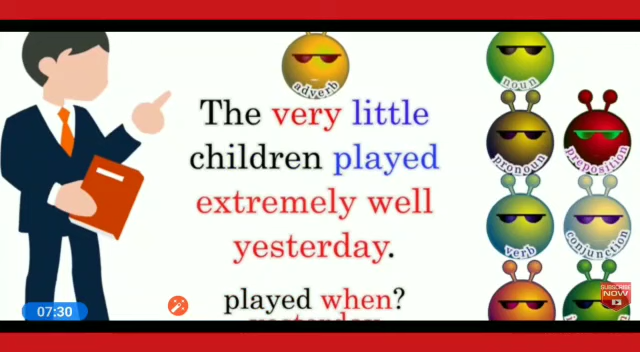 noun
adverb
The very little
children played
extremely well
yesterday.
pronoun
preposition
verb
conjunction
played when?
yesterday
SUBSCRIBE
NOW
07:30